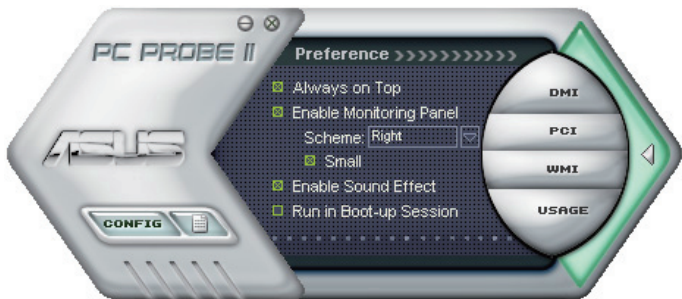 PC PROBE II
Preference
Always on Top
Enable Monitoring Panel
Scheme: Right
Small
Enable Sound Effect
Run in Boot-up Session
ASUS
CONFIG
DMI
PCI
WMI
USAGE